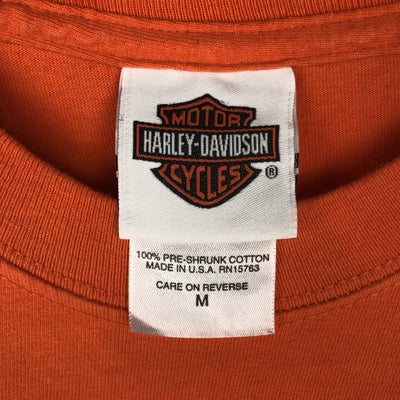 MOTOR
HARLEY-DAVIDSON
CYCLES
®
100% PRE-SHRUNK COTTON
MADE IN U.S.A. RN15763
CARE ON REVERSE
M